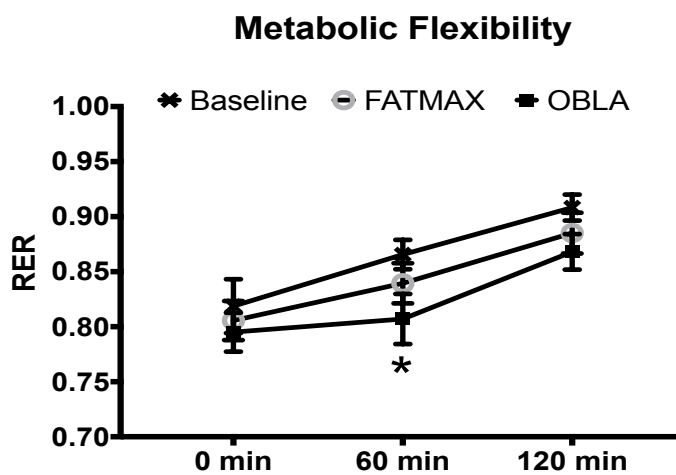 Metabolic Flexibility
Baseline FATMAX OBLA
1.00
0.95
0.90
0.85
0.80
0.75
0.70
RER
*
0 min 60 min 120 min